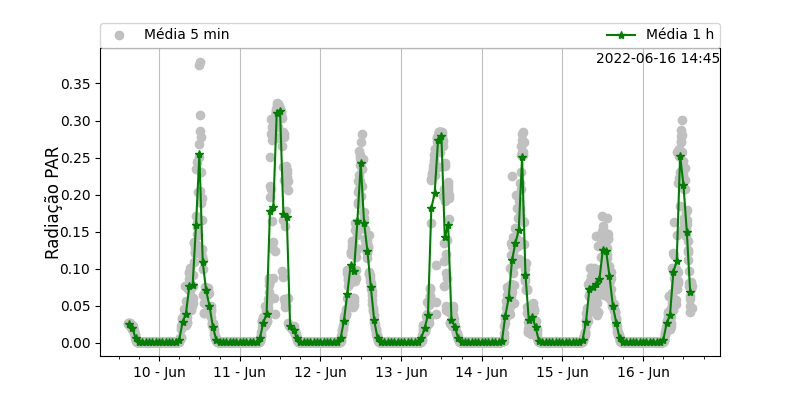 Média 5 min
Média 1 h
2022-06-16 14:45
Radiação PAR
0.35
0.30
0.25
0.20
0.15
0.10
0.05
0.00
10 - Jun
11 - Jun
12 - Jun
13 - Jun
14 - Jun
15 - Jun
16 - Jun